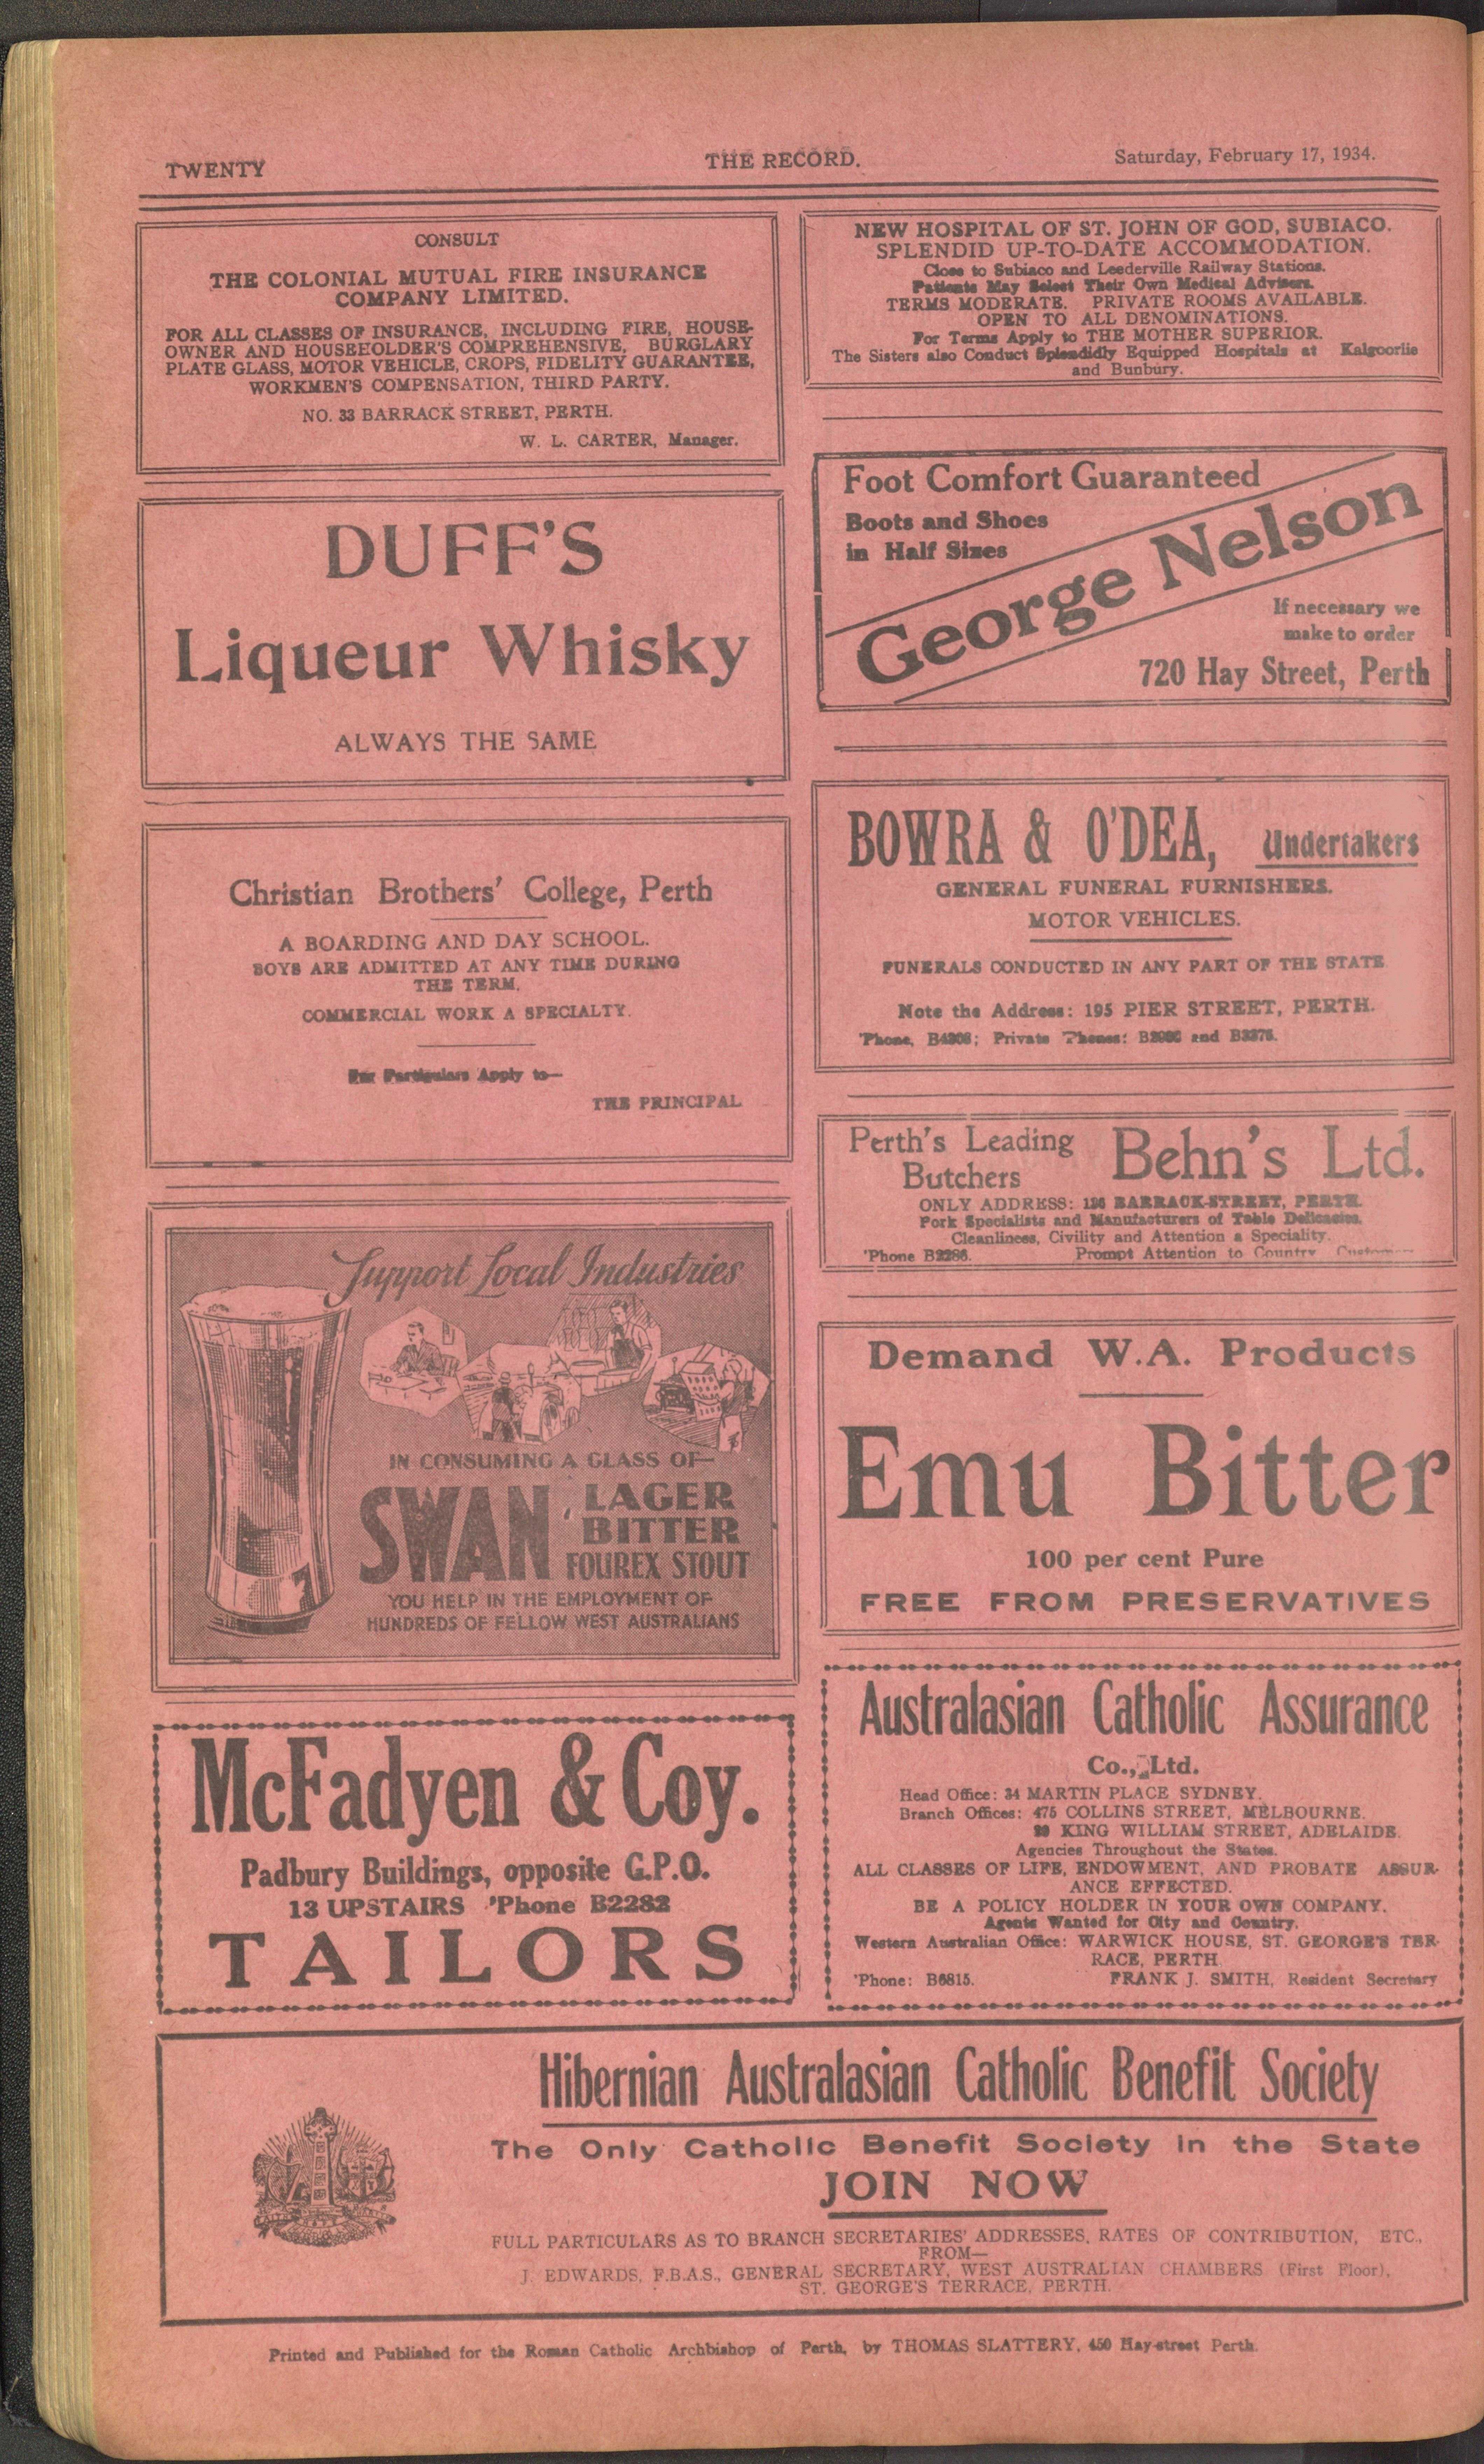 TWENTY
THE RECORD.
Saturday, February 17, 1934.
CONSULT
THE COLONIAL MUTUAL FIRE INSURANCE
COMPANY LIMITED.
FOR ALL CLASSES OF INSURANCE, INCLUDING FIRE, HOUSE-
OWNER AND HOUSEHOLDER'S COMPREHENSIVE, BURGLARY
PLATE GLASS, MOTOR VEHICLE, CROPS, FIDELITY GUARANTEE,
WORKMEN'S COMPENSATION, THIRD PARTY.
NO. 33 BARRACK STREET, PERTH.
W. L. CARTER, Manager.
DUFF'S
Liqueur Whisky
ALWAYS THE SAME
Christian Brothers' College, Perth
A BOARDING AND DAY SCHOOL.
BOYS ARE ADMITTED AT ANY TIME DURING
THE TERM.
COMMERCIAL WORK A SPECIALTY.
For Particulars Apply to—
THE PRINCIPAL
Support Local Industries
IN CONSUMING A GLASS OF—
SWAN LAGER
BITTER
FOUREX STOUT
YOU HELP IN THE EMPLOYMENT OF
HUNDREDS OF FELLOW WEST AUSTRALIANS
McFadyen & Coy.
Padbury Buildings, opposite G.P.O.
13 UPSTAIRS 'Phone B2282
TAILORS
NEW HOSPITAL OF ST. JOHN OF GOD, SUBIACO.
SPLENDID UP-TO-DATE ACCOMMODATION.
Close to Subiaco and Leederville Railway Stations.
Patients May Select Their Own Medical Advisers.
TERMS MODERATE. PRIVATE ROOMS AVAILABLE.
OPEN TO ALL DENOMINATIONS.
For Terms Apply to THE MOTHER SUPERIOR.
The Sisters also Conduct Splendidly Equipped Hospitals at Kalgoorlie
and Bunbury.
Foot Comfort Guaranteed
Boots and Shoes
in Half Sizes
George Nelson
If necessary we
make to order
720 Hay Street, Perth
BOWRA & O'DEA, Undertakers
GENERAL FUNERAL FURNISHERS.
MOTOR VEHICLES.
FUNERALS CONDUCTED IN ANY PART OF THE STATE
Note the Address: 195 PIER STREET, PERTH.
'Phone, B4308; Private 'Phones: and B3376.
Perth's Leading
Butchers
Behn's Ltd.
ONLY ADDRESS: 136 BARRACK-STREET, PERTH.
Pork Specialists and Manufacturers of Table Delicacies.
Cleanliness, Civility and Attention a Speciality.
'Phone B2286. Prompt Attention to Country
Demand W.A. Products
Emu Bitter
100 per cent Pure
FREE FROM PRESERVATIVES
Australasian Catholic Assurance
Co., Ltd.
Head Office: 34 MARTIN PLACE SYDNEY.
Branch Offices: 475 COLLINS STREET, MELBOURNE.
KING WILLIAM STREET, ADELAIDE.
Agencies Throughout the States.
ALL CLASSES OF LIFE, ENDOWMENT, AND PROBATE ASSUR-
ANCE EFFECTED.
BE A POLICY HOLDER IN YOUR OWN COMPANY.
Agents Wanted for City and Country.
Western Australian Office: WARWICK HOUSE, ST. GEORGE'S TER-
RACE, PERTH
'Phone: B6815. FRANK J. SMITH, Resident Secretary
Hibernian Australasian Catholic Benefit Society
The Only Catholic Benefit Society in the State
JOIN NOW
FULL PARTICULARS AS TO BRANCH SECRETARIES' ADDRESSES, RATES OF CONTRIBUTION, ETC.,
FROM—
J. EDWARDS, F.B.A.S., GENERAL SECRETARY, WEST AUSTRALIAN CHAMBERS (First Floor),
ST. GEORGE'S TERRACE, PERTH.
Printed and Published for the Roman Catholic Archbishop of Perth, by THOMAS SLATTERY, 450 Hay-street Perth.